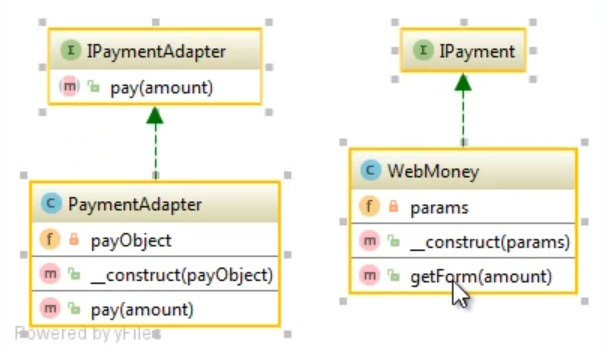 IPaymentAdapter
pay(amount)
PaymentAdapter
payObject
__construct(payObject)
pay(amount)
Powered by yFiles
IPayment
WebMoney
params
__construct(params)
getForm(amount)